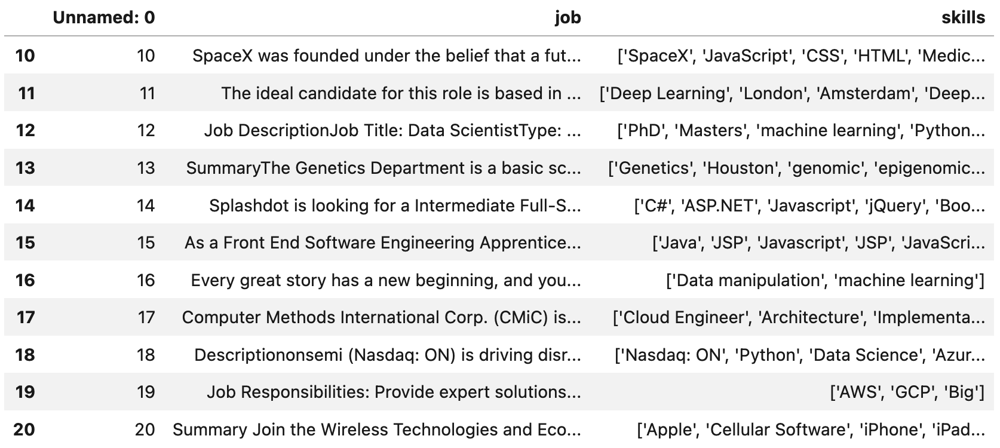 Unnamed: 0 job skills
10 10 SpaceX was founded under the belief that a fut... ['SpaceX', 'JavaScript', 'CSS', 'HTML', 'Medic...
11 11 The ideal candidate for this role is based in ... ['Deep Learning', 'London', 'Amsterdam', 'Deep...
12 12 Job DescriptionJob Title: Data ScientistType: ... ['PhD', 'Masters', 'machine learning', 'Python...
13 13 SummaryThe Genetics Department is a basic sc... ['Genetics', 'Houston', 'genomic', 'epigenomic...
14 14 Splashdot is looking for a Intermediate Full-S... ['C#', 'ASP.NET', 'Javascript', 'jQuery', 'Boo...
15 15 As a Front End Software Engineering Apprentice... ['Java', 'JSP', 'Javascript', 'JSP', 'JavaScri...
16 16 Every great story has a new beginning, and you... ['Data manipulation', 'machine learning']
17 17 Computer Methods International Corp. (CMiC) is... ['Cloud Engineer', 'Architecture', 'Implementa...
18 18 Descriptiononsemi (Nasdaq: ON) is driving disr... ['Nasdaq: ON', 'Python', 'Data Science', 'Azur...
19 19 Job Responsibilities: Provide expert solutions... ['AWS', 'GCP', 'Big']
20 20 Summary Join the Wireless Technologies and Eco... ['Apple', 'Cellular Software', 'iPhone', 'iPad...